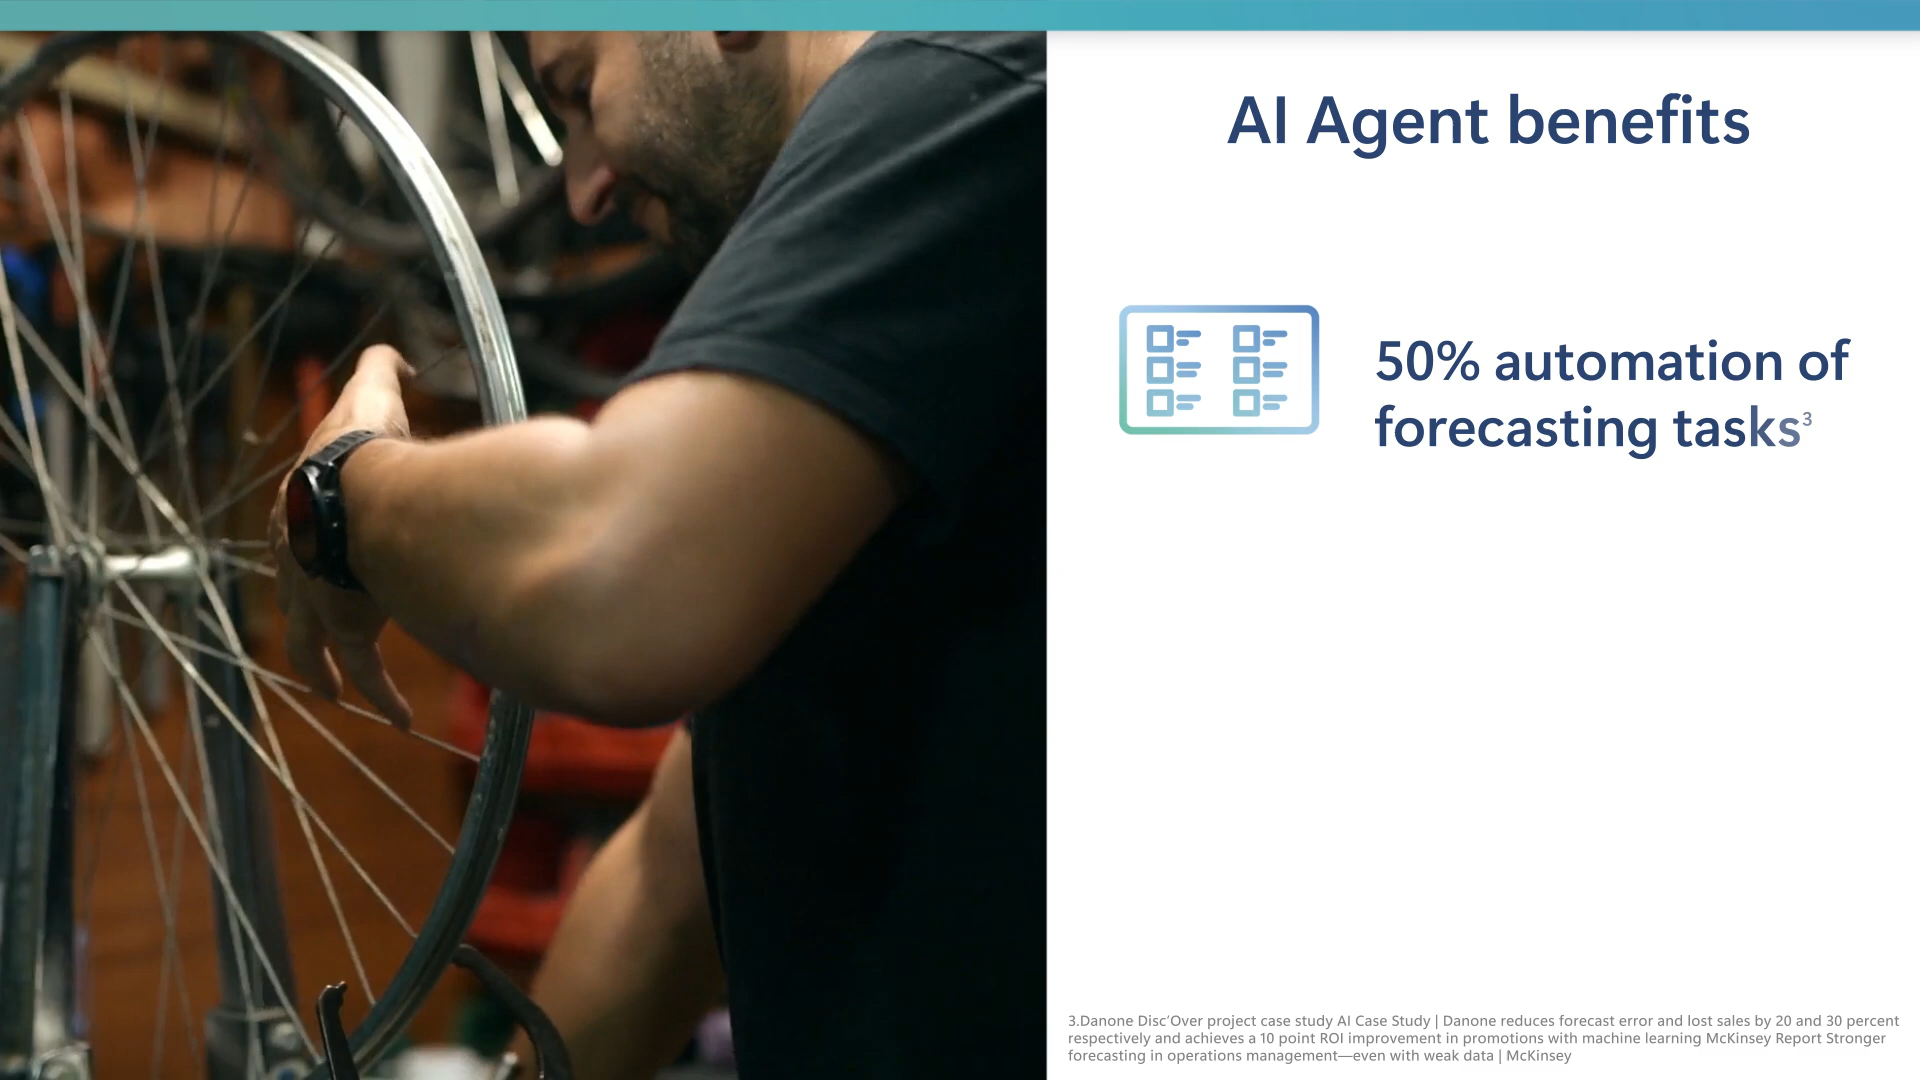 AI Agent benefits
50% automation of
forecasting tasks³
3.Danone Disc’Over project case study AI Case Study | Danone reduces forecast error and lost sales by 20 and 30 percent
respectively and achieves a 10 point ROI improvement in promotions with machine learning McKinsey Report Stronger
forecasting in operations management—even with weak data | McKinsey